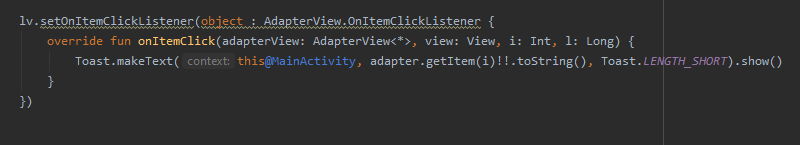 lv.setOnItemClickListener(object : AdapterView.OnItemClickListener {
override fun onItemClick(adapterView: AdapterView<*>, view: View, i: Int, l: Long) {
Toast.makeText( context: this@MainActivity, adapter.getItem(i)!!.toString(), Toast.LENGTH_SHORT).show()
}
})